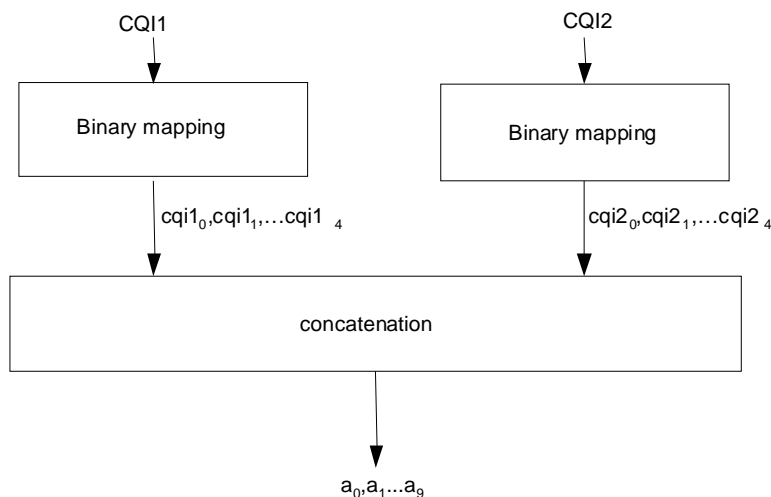 CQI1
CQI2
Binary mapping
Binary mapping
cqi1₀,cqi1₁,…cqi1 ₄
cqi2₀,cqi2₁,…cqi2 ₄
concatenation
a₀,a₁...a₉